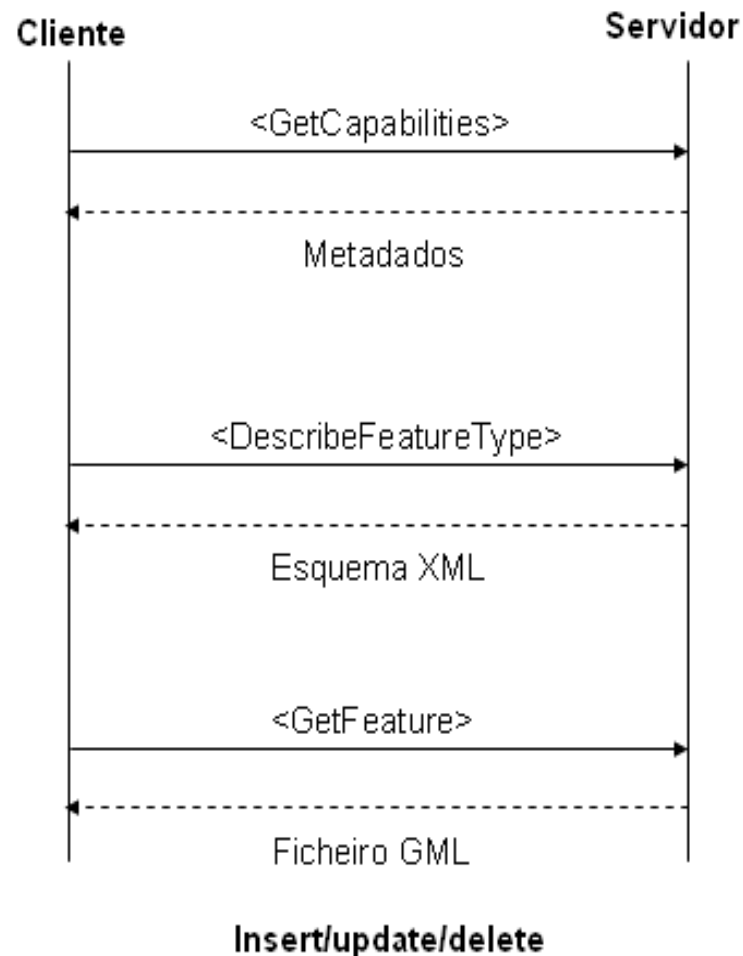 Cliente
Servidor
<GetCapabilities>
Metadados
<DescribeFeatureType>
Esquema XML
<GetFeature>
Ficheiro GML
Insert/update/delete